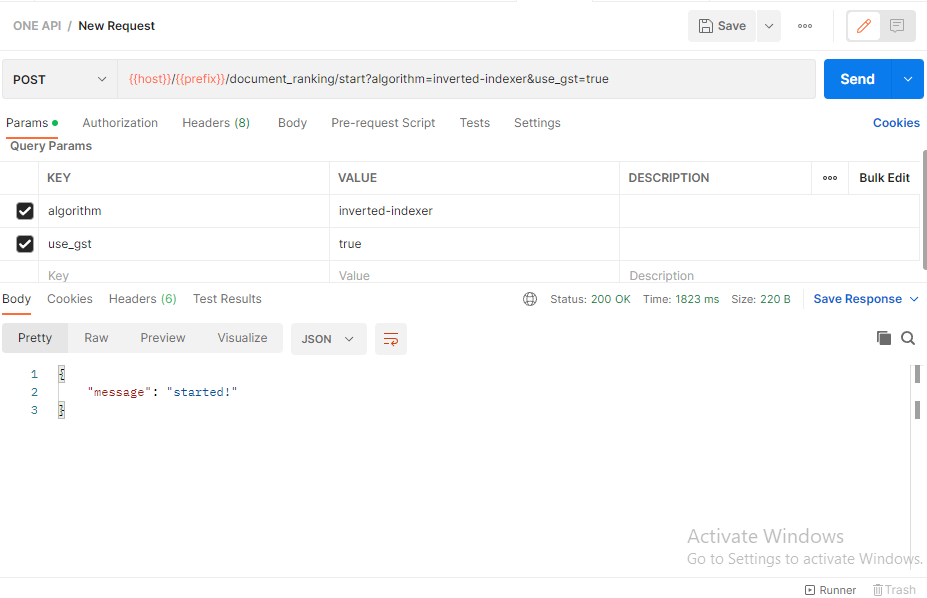 ONE API / New Request Save ooo
POST {{host}}/{{prefix}}/document_ranking/start?algorithm=inverted-indexer&use_gst=true Send
Params Authorization Headers (8) Body Pre-request Script Tests Settings Cookies
Query Params
KEY VALUE DESCRIPTION ooo Bulk Edit
algorithm inverted-indexer
use_gst true
Key Value Description
Body Cookies Headers (6) Test Results Status: 200 OK Time: 1823 ms Size: 220 B Save Response
Pretty Raw Preview Visualize JSON
1 {
2 "message": "started!"
3 }
Activate Windows
Go to Settings to activate Windows.
Runner Trash